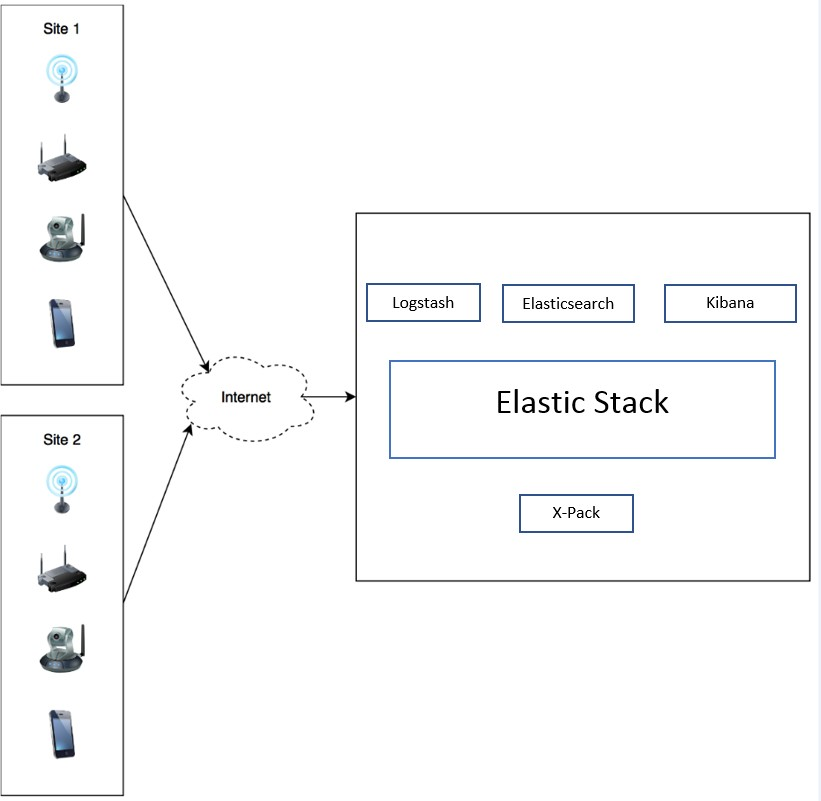 Site 1
Site 2
Internet
Logstash
Elasticsearch
Kibana
Elastic Stack
X-Pack